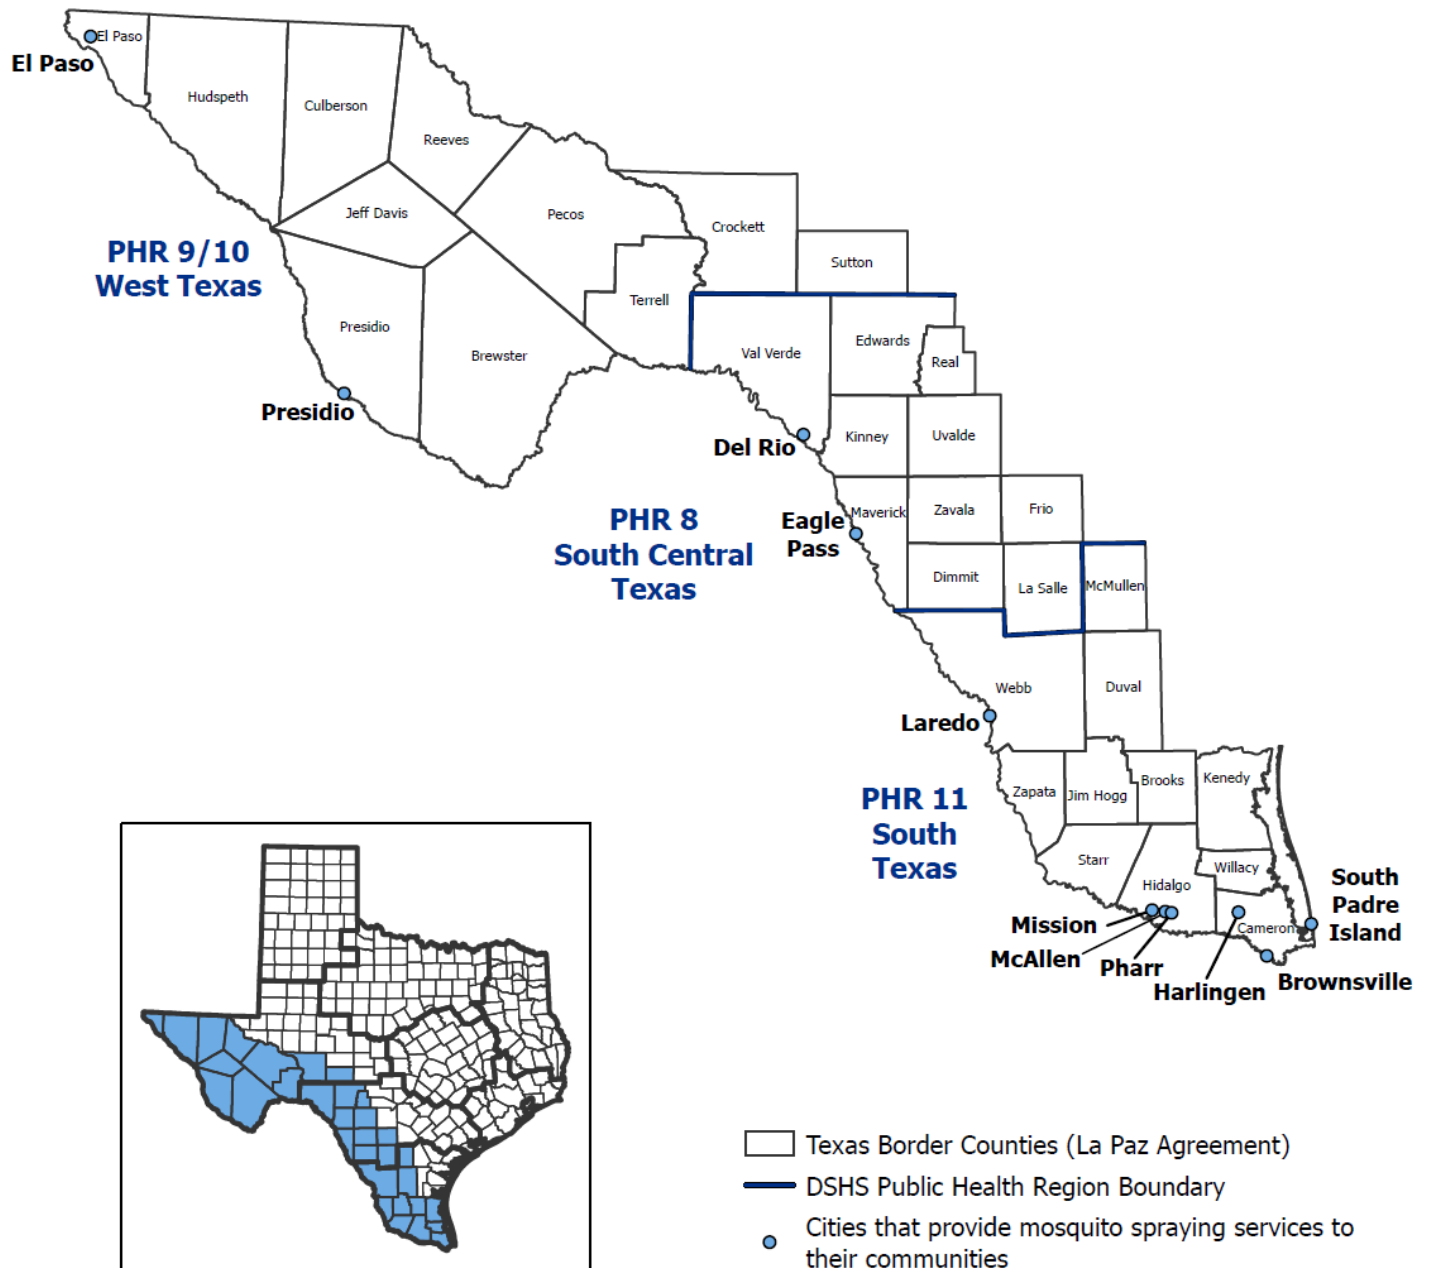 El Paso
El Paso
Hudspeth
Culberson
Reeves
Jeff Davis
Pecos
Crockett
Sutton
PHR 9/10
West Texas
Terrell
Presidio
Brewster
Val Verde
Edwards
Real
Presidio
Del Rio
Kinney
Uvalde
PHR 8
South Central
Texas
Eagle
Pass
Maverick
Zavala
Frio
Dimmit
La Salle
McMullen
Webb
Duval
Laredo
PHR 11
South
Texas
Zapata
Jim Hogg
Brooks
Kenedy
Starr
Hidalgo
Willacy
Cameron
South
Padre
Island
Mission
McAllen
Pharr
Harlingen
Brownsville
Texas Border Counties (La Paz Agreement)
DSHS Public Health Region Boundary
Cities that provide mosquito spraying services to
their communities